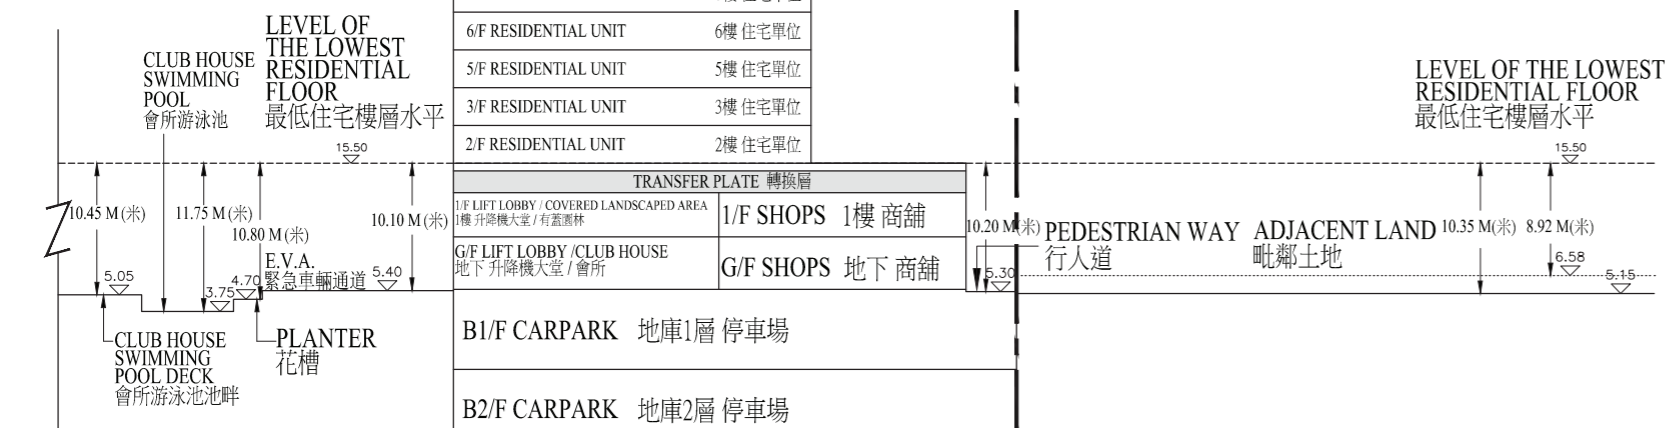 6/F RESIDENTIAL UNIT 6樓 住宅單位
5/F RESIDENTIAL UNIT 5樓 住宅單位
3/F RESIDENTIAL UNIT 3樓 住宅單位
2/F RESIDENTIAL UNIT 2樓 住宅單位
CLUB HOUSE
SWIMMING
POOL
會所游泳池
LEVEL OF
THE LOWEST
RESIDENTIAL
FLOOR
最低住宅樓層水平
15.50
LEVEL OF THE LOWEST
RESIDENTIAL FLOOR
最低住宅樓層水平
15.50
TRANSFER PLATE 轉換層
1/F LIFT LOBBY / COVERED LANDSCAPED AREA
1樓 升降機大堂 / 有蓋園林
1/F SHOPS 1樓 商舖
G/F LIFT LOBBY /CLUB HOUSE
地下 升降機大堂 / 會所
G/F SHOPS 地下 商舖
10.45 M (米)
11.75 M (米)
10.80 M (米)
10.10 M (米)
E.V.A.
緊急車輛通道
5.05
3.75
4.70
5.40
10.20 M(米)
5.30
PEDESTRIAN WAY
行人道
ADJACENT LAND
毗鄰土地
10.35 M(米)
8.92 M(米)
6.58
5.15
CLUB HOUSE
SWIMMING
POOL DECK
會所游泳池池畔
PLANTER
花槽
B1/F CARPARK 地庫1層 停車場
B2/F CARPARK 地庫2層 停車場